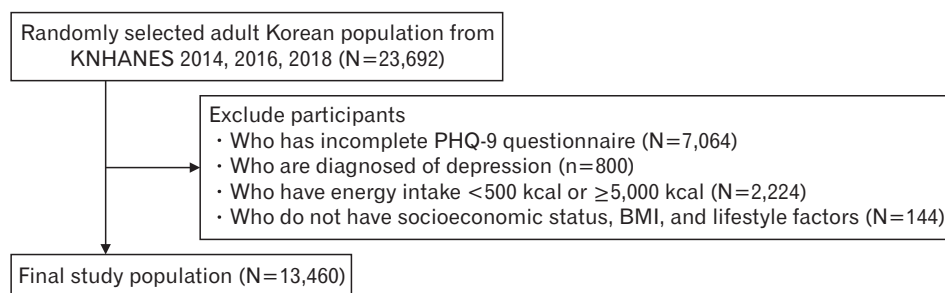 Randomly selected adult Korean population from
KNHANES 2014, 2016, 2018 (N=23,692)
Exclude participants
· Who has incomplete PHQ-9 questionnaire (N=7,064)
· Who are diagnosed of depression (n=800)
· Who have energy intake <500 kcal or ≥5,000 kcal (N=2,224)
· Who do not have socioeconomic status, BMI, and lifestyle factors (N=144)
Final study population (N=13,460)